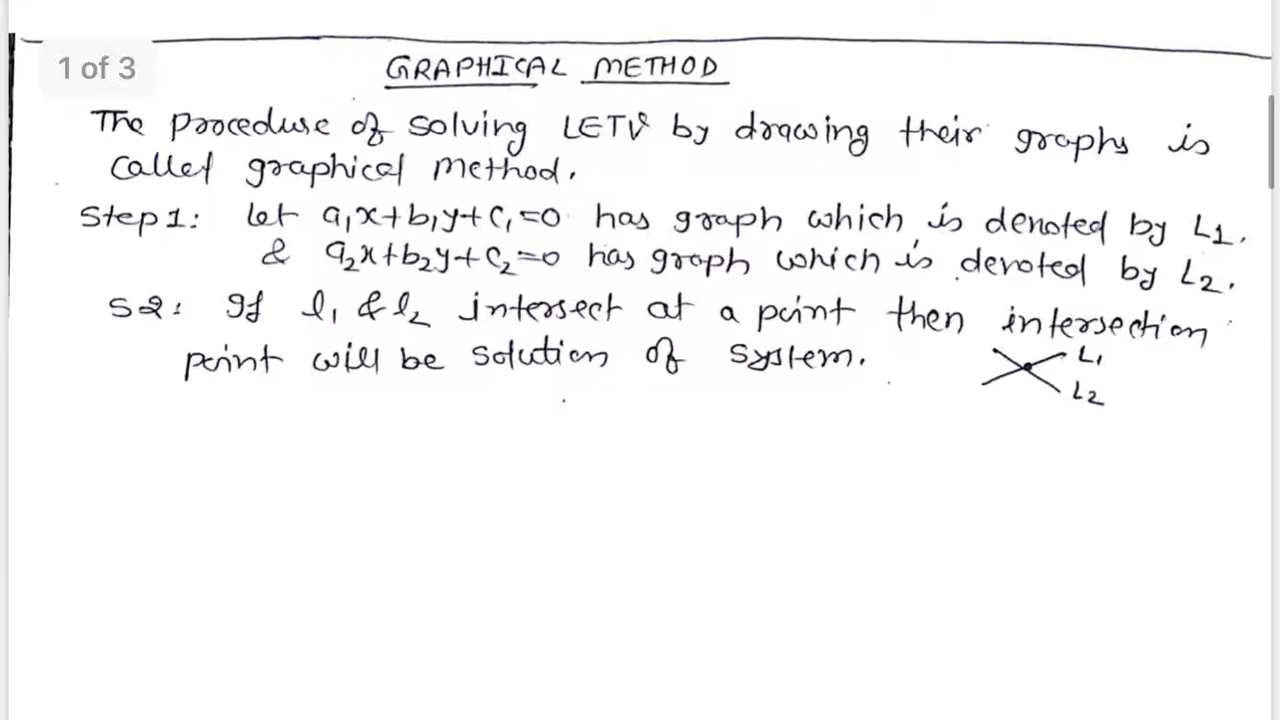 1 of 3
GRAPHICAL METHOD
The procedure of solving LETV by drawing their graphs is
called graphical method.
Step 1: Let a₁x+b₁y+c₁=0 has graph which is denoted by L1.
& a₂x+b₂y+c₂=0 has graph which is denoted by L2.
S2: If l₁ & l₂ intersect at a point then intersection
point will be solution of system.
L₁
L2